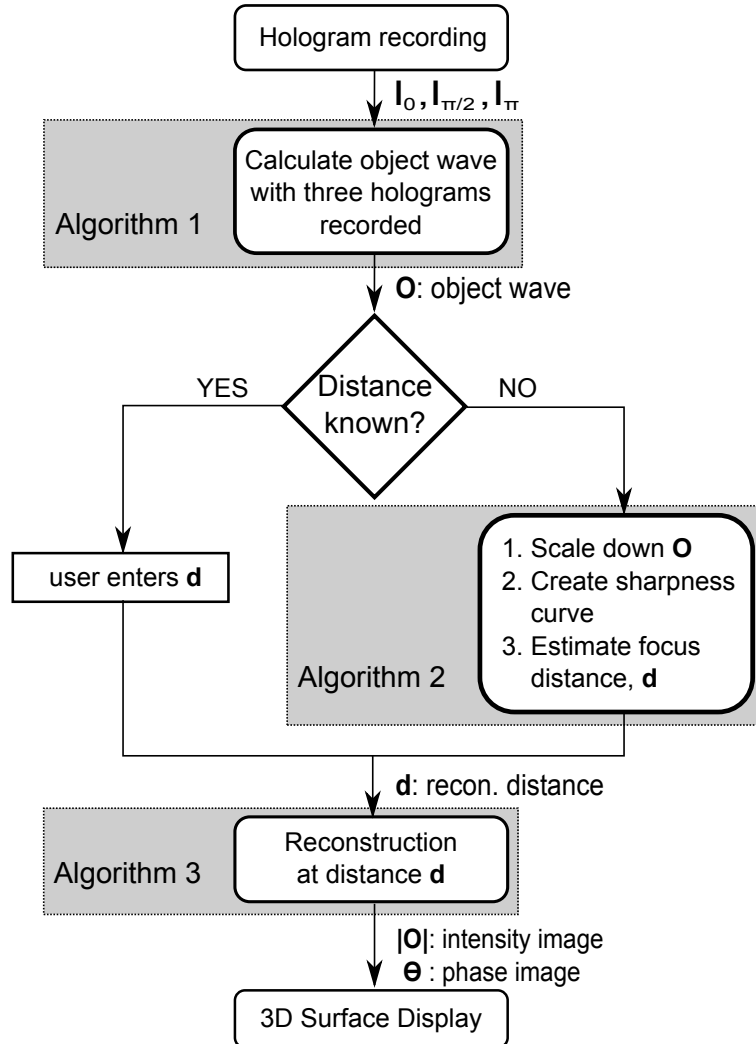 Hologram recording
I₀, I_π/2, I_π
Calculate object wave
with three holograms
recorded
Algorithm 1
O: object wave
Distance
known?
YES
NO
user enters d
1. Scale down O
2. Create sharpness
curve
3. Estimate focus
distance, d
Algorithm 2
d: recon. distance
Reconstruction
at distance d
Algorithm 3
|O|: intensity image
Θ : phase image
3D Surface Display